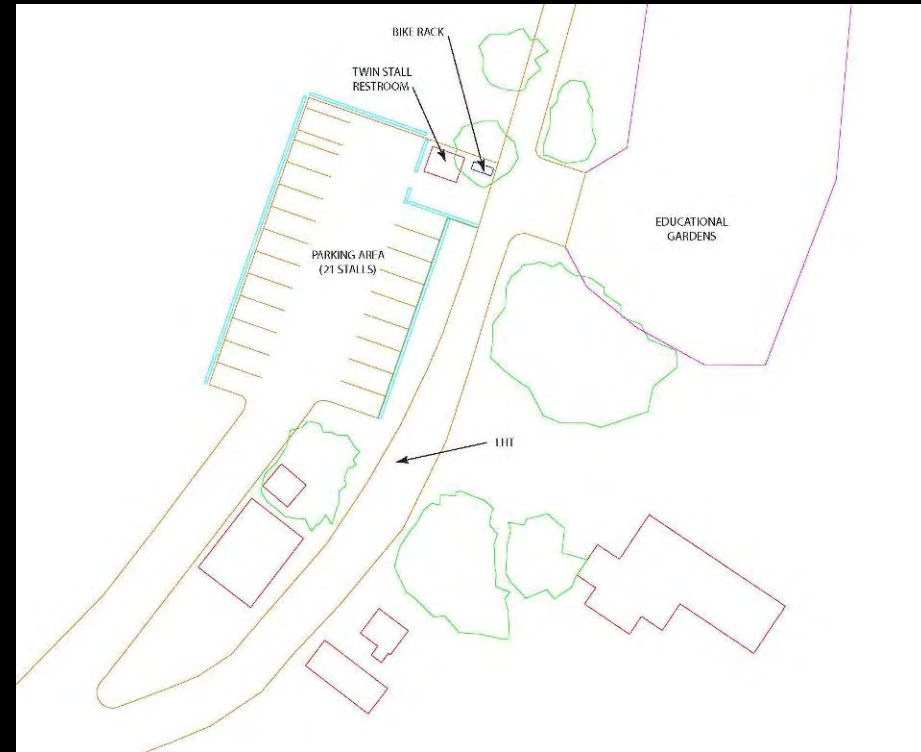 BIKE RACK
TWIN STALL
RESTROOM
EDUCATIONAL
GARDENS
PARKING AREA
(21 STALLS)
LHT